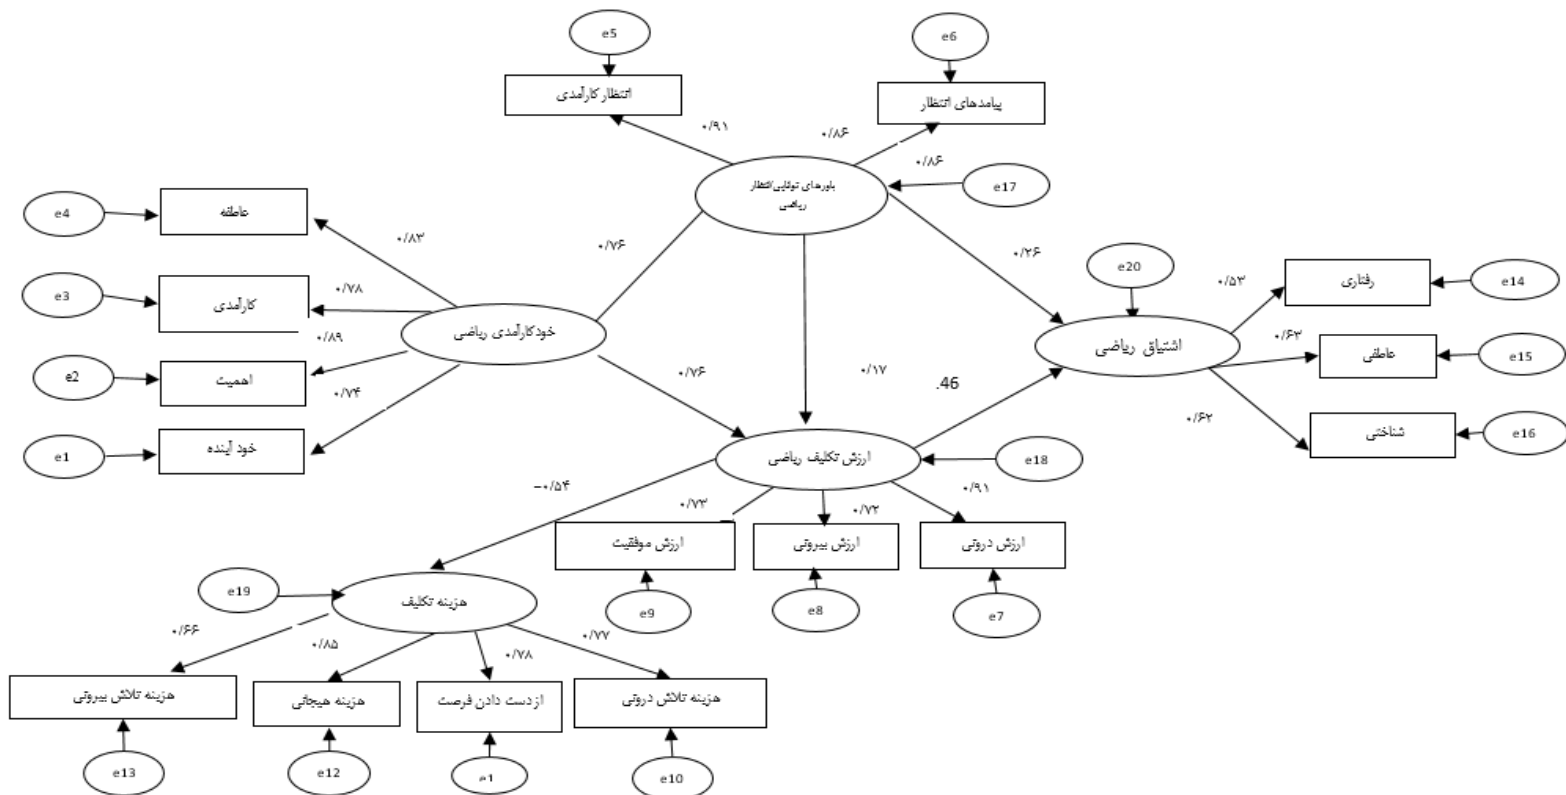 e5
e6
انتظار کارآمدی
پیامدهای انتظار
۰/۹۱
۰/۸۶
۰/۸۶
باورهای توانایی/انتظار
ریاضی
e17
e4
عاطفه
۰/۸۳
۰/۷۶
۰/۲۶
e20
۰/۵۳
رفتاری
e14
e3
کارآمدی
۰/۷۸
۰/۸۹
خودکارآمدی ریاضی
اشتیاق ریاضی
۰/۶۳
عاطفی
e15
e2
اهمیت
۰/۷۴
۰/۷۶
۰/۱۷
.46
۰/۶۲
شناختی
e16
e1
خود آینده
ارزش تکلیف ریاضی
e18
−۰/۵۴
۰/۷۳
۰/۷۲
۰/۹۱
ارزش موفقیت
ارزش بیرونی
ارزش درونی
e19
هزینه تکلیف
e9
e8
e7
۰/۶۶
۰/۸۵
۰/۷۸
۰/۷۷
هزینه تلاش بیرونی
هزینه هیجانی
از دست دادن فرصت
هزینه تلاش درونی
e13
e12
e1
e10